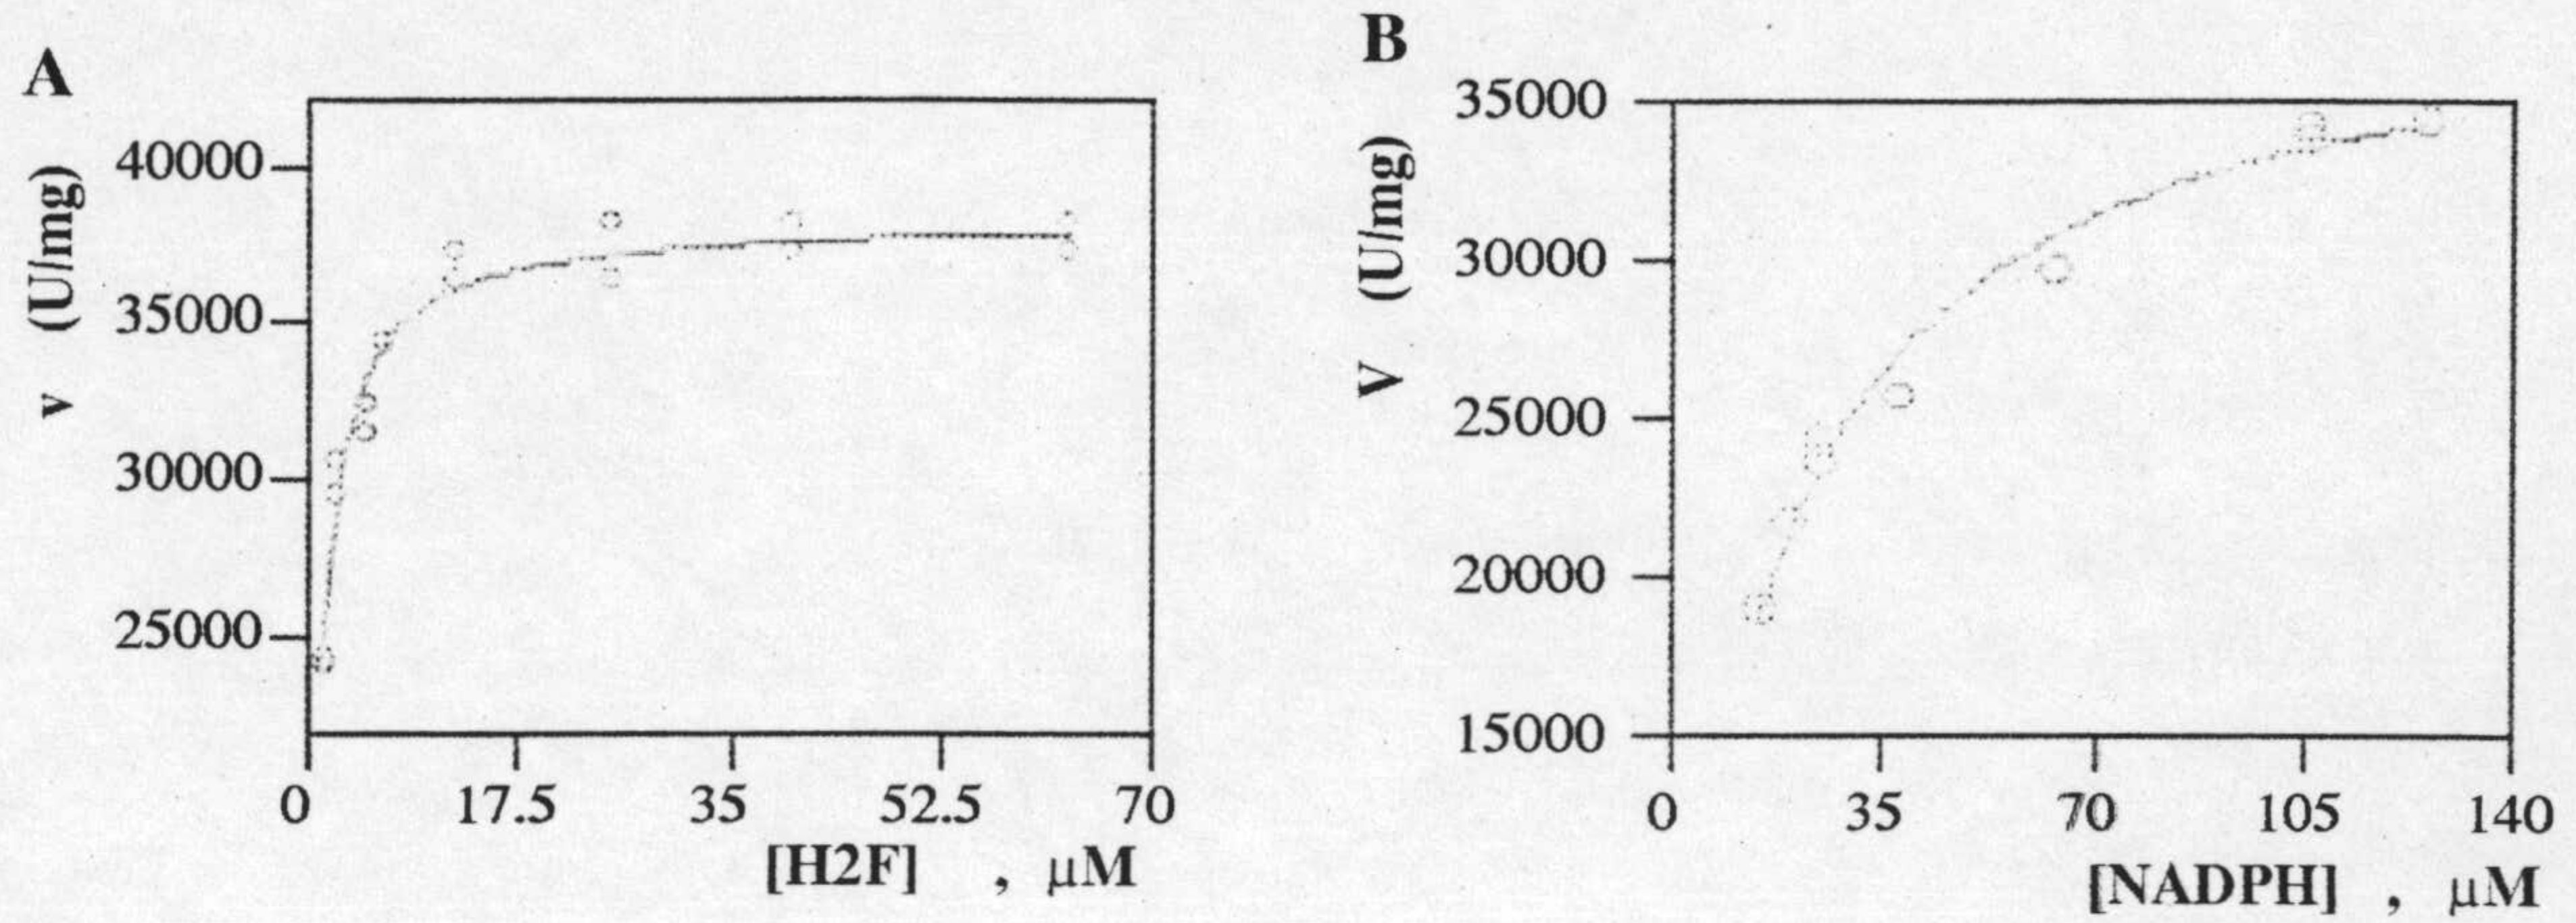 A
v (U/mg)
40000
35000
30000
25000
0 17.5 35 52.5 70
[H2F] , μM
B
V (U/mg)
35000
30000
25000
20000
15000
0 35 70 105 140
[NADPH] , μM